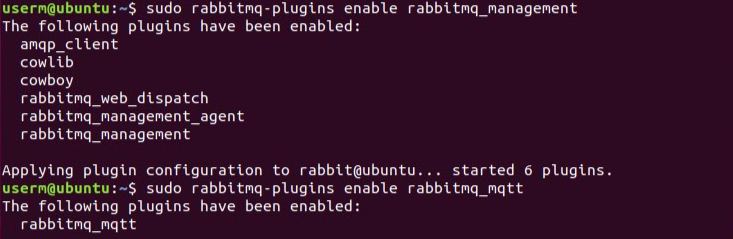 userm@ubuntu:~$ sudo rabbitmq-plugins enable rabbitmq_management
The following plugins have been enabled:
  amqp_client
  cowlib
  cowboy
  rabbitmq_web_dispatch
  rabbitmq_management_agent
  rabbitmq_management

Applying plugin configuration to rabbit@ubuntu... started 6 plugins.
userm@ubuntu:~$ sudo rabbitmq-plugins enable rabbitmq_mqtt
The following plugins have been enabled:
  rabbitmq_mqtt